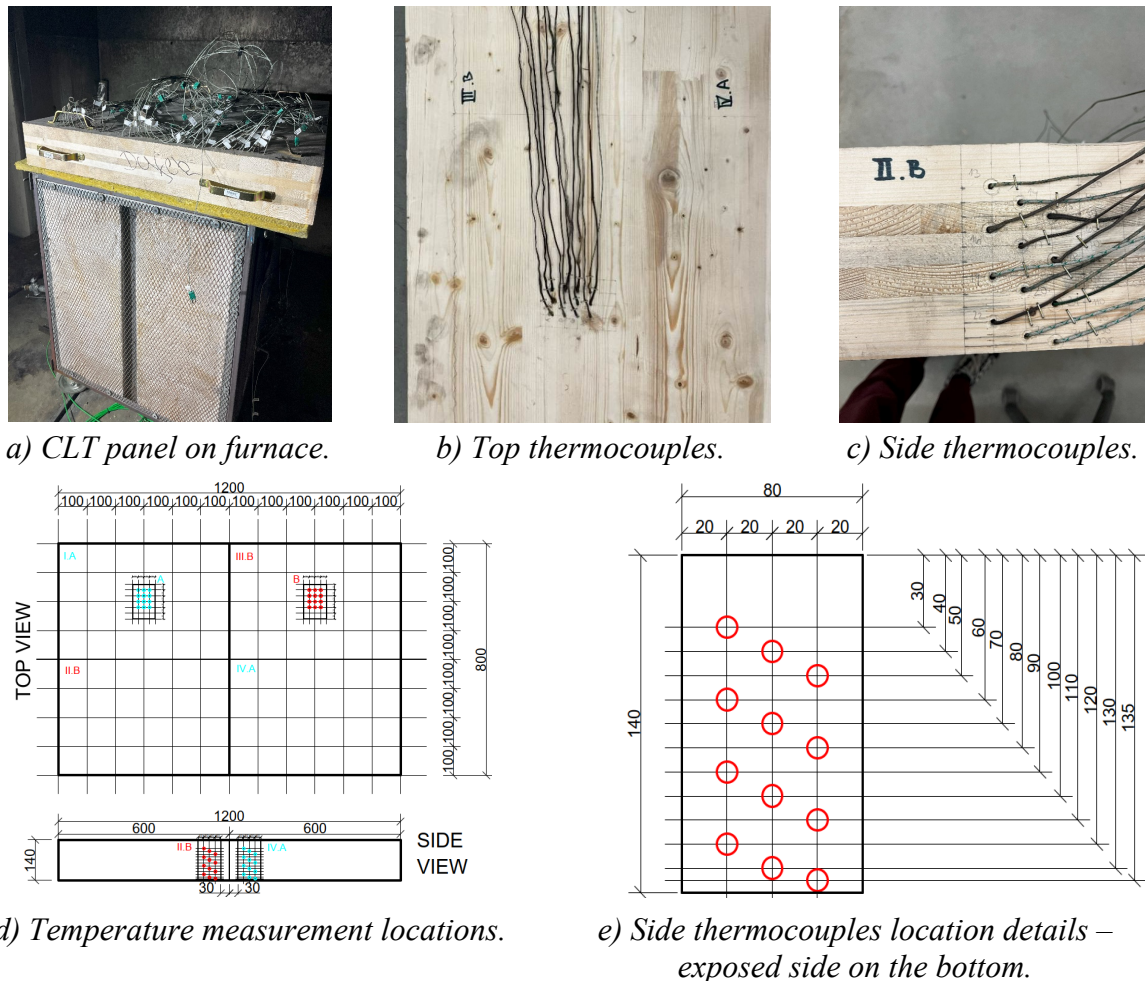 III.B
IV.A
II.B
a) CLT panel on furnace.
b) Top thermocouples.
c) Side thermocouples.
1200
100 100 100 100 100 100 100 100 100 100 100 100
I.A
III.B
A
B
II.B
IV.A
TOP VIEW
100 100 100 100 100 100 100 100
800
1200
600 600
II.B
IV.A
140
30 30
SIDE
VIEW
80
20 20 20 20
140
30
40
50
60
70
80
90
100
110
120
130
135
d) Temperature measurement locations.
e) Side thermocouples location details –
exposed side on the bottom.